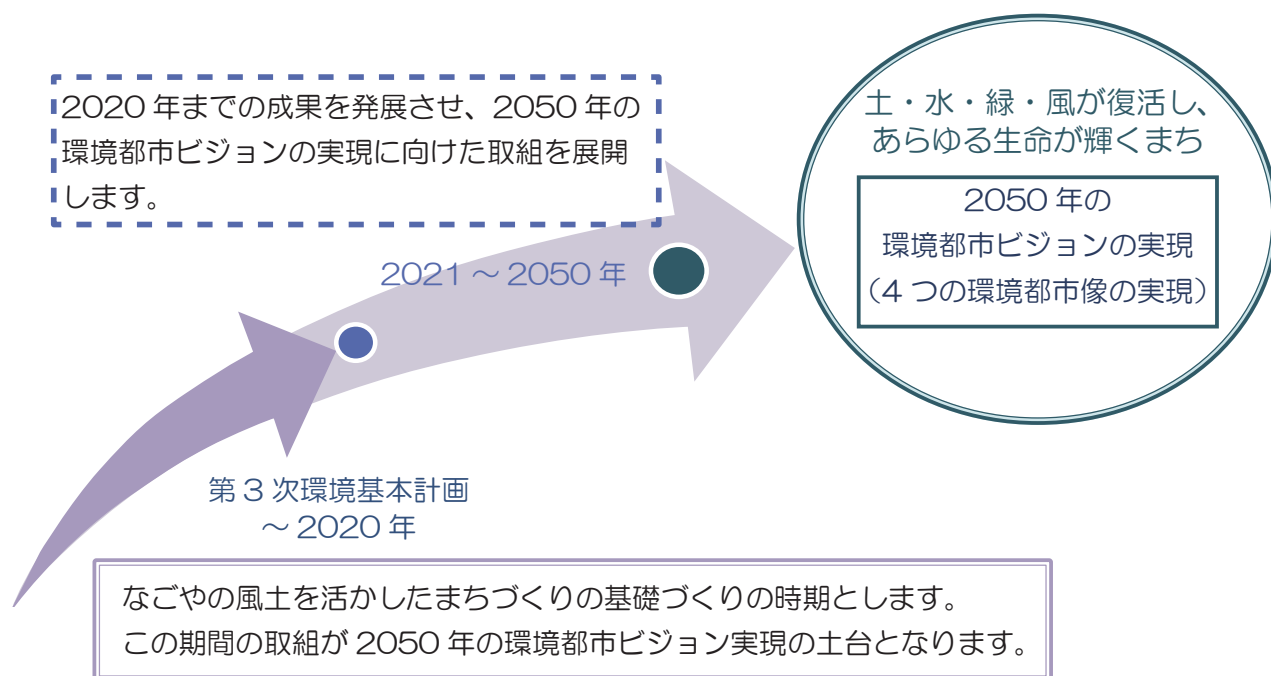 2020 年までの成果を発展させ、2050 年の
環境都市ビジョンの実現に向けた取組を展開
します。
土・水・緑・風が復活し、
あらゆる生命が輝くまち
2050 年の
環境都市ビジョンの実現
（4 つの環境都市像の実現）
2021 ～ 2050 年
第 3 次環境基本計画
～ 2020 年
なごやの風土を活かしたまちづくりの基礎づくりの時期とします。
この期間の取組が 2050 年の環境都市ビジョン実現の土台となります。